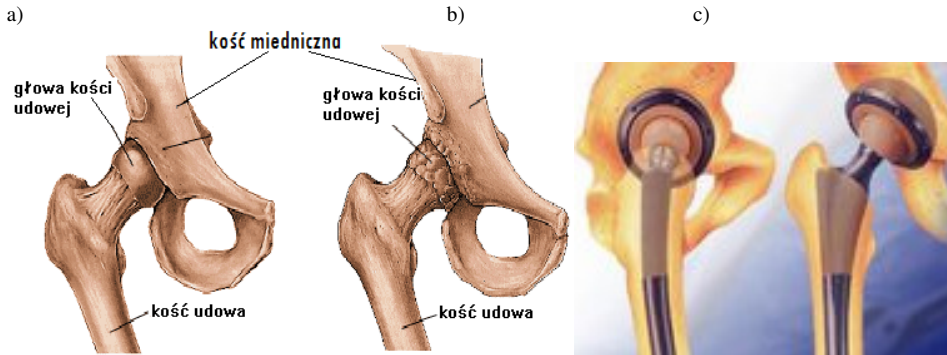 a)
b)
c)
kość miedniczna
głowa kości
udowej
głowa kości
udowej
kość udowa
kość udowa